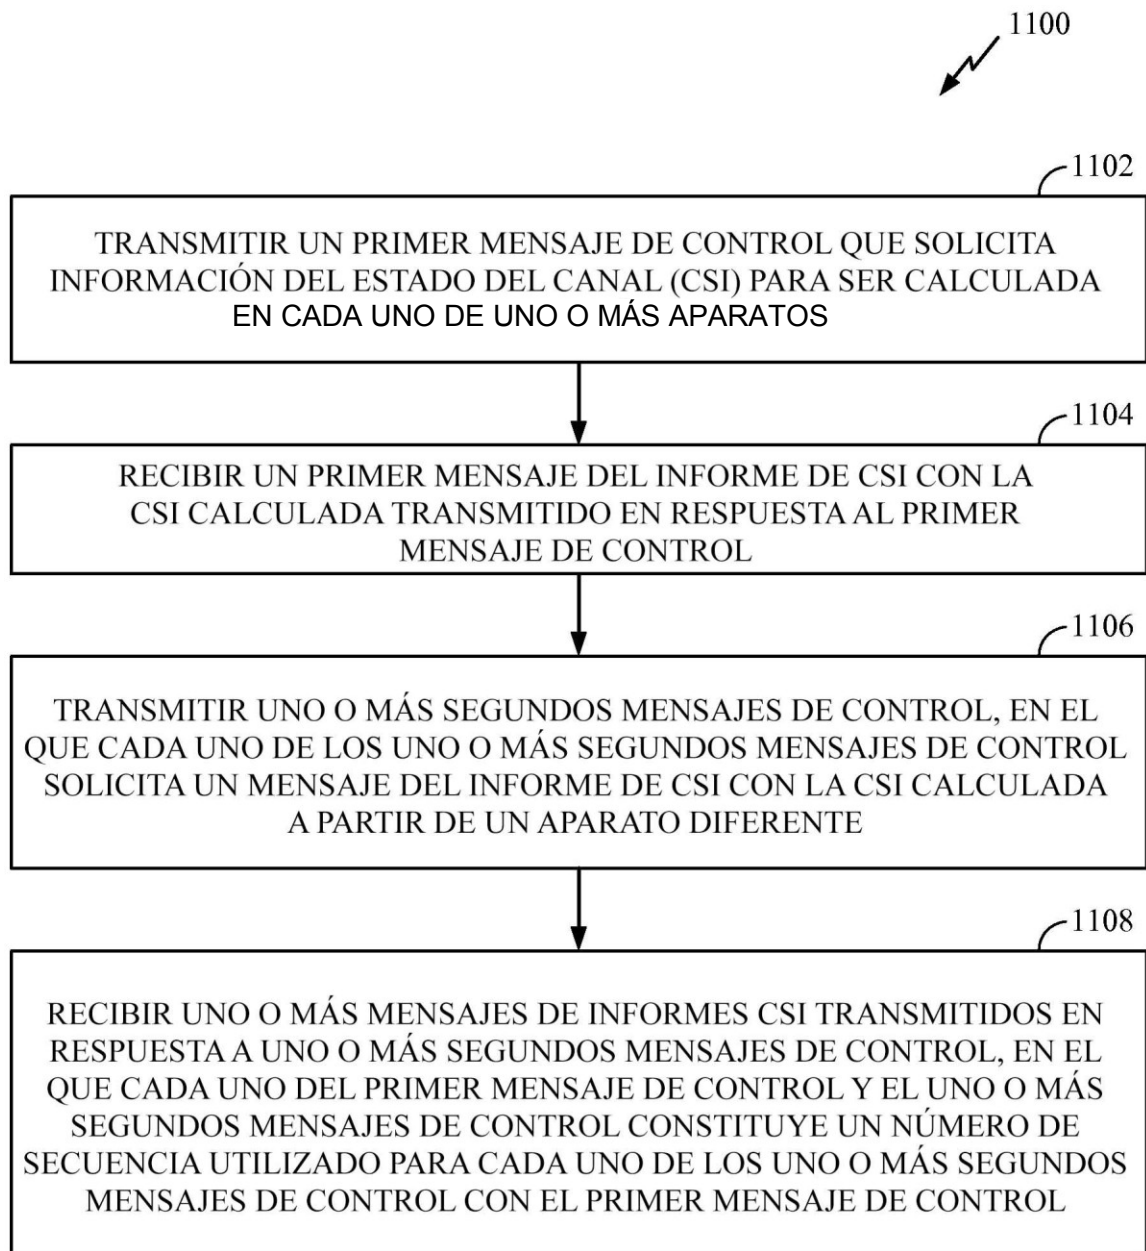 1100
1102
TRANSMITIR UN PRIMER MENSAJE DE CONTROL QUE SOLICITA
INFORMACIÓN DEL ESTADO DEL CANAL (CSI) PARA SER CALCULADA
EN CADA UNO DE UNO O MÁS APARATOS
1104
RECIBIR UN PRIMER MENSAJE DEL INFORME DE CSI CON LA
CSI CALCULADA TRANSMITIDO EN RESPUESTA AL PRIMER
MENSAJE DE CONTROL
1106
TRANSMITIR UNO O MÁS SEGUNDOS MENSAJES DE CONTROL, EN EL
QUE CADA UNO DE LOS UNO O MÁS SEGUNDOS MENSAJES DE CONTROL
SOLICITA UN MENSAJE DEL INFORME DE CSI CON LA CSI CALCULADA
A PARTIR DE UN APARATO DIFERENTE
1108
RECIBIR UNO O MÁS MENSAJES DE INFORMES CSI TRANSMITIDOS EN
RESPUESTA A UNO O MÁS SEGUNDOS MENSAJES DE CONTROL, EN EL
QUE CADA UNO DEL PRIMER MENSAJE DE CONTROL Y EL UNO O MÁS
SEGUNDOS MENSAJES DE CONTROL CONSTITUYE UN NÚMERO DE
SECUENCIA UTILIZADO PARA CADA UNO DE LOS UNO O MÁS SEGUNDOS
MENSAJES DE CONTROL CON EL PRIMER MENSAJE DE CONTROL